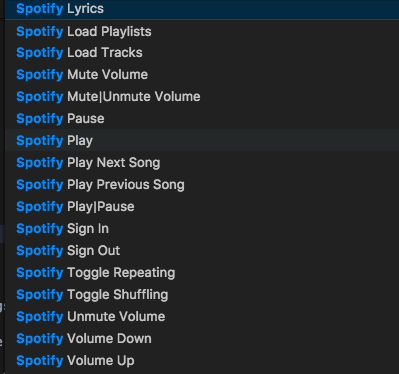 Spotify Lyrics
Spotify Load Playlists
Spotify Load Tracks
Spotify Mute Volume
Spotify Mute|Unmute Volume
Spotify Pause
Spotify Play
Spotify Play Next Song
Spotify Play Previous Song
Spotify Play|Pause
Spotify Sign In
Spotify Sign Out
Spotify Toggle Repeating
Spotify Toggle Shuffling
Spotify Unmute Volume
Spotify Volume Down
Spotify Volume Up